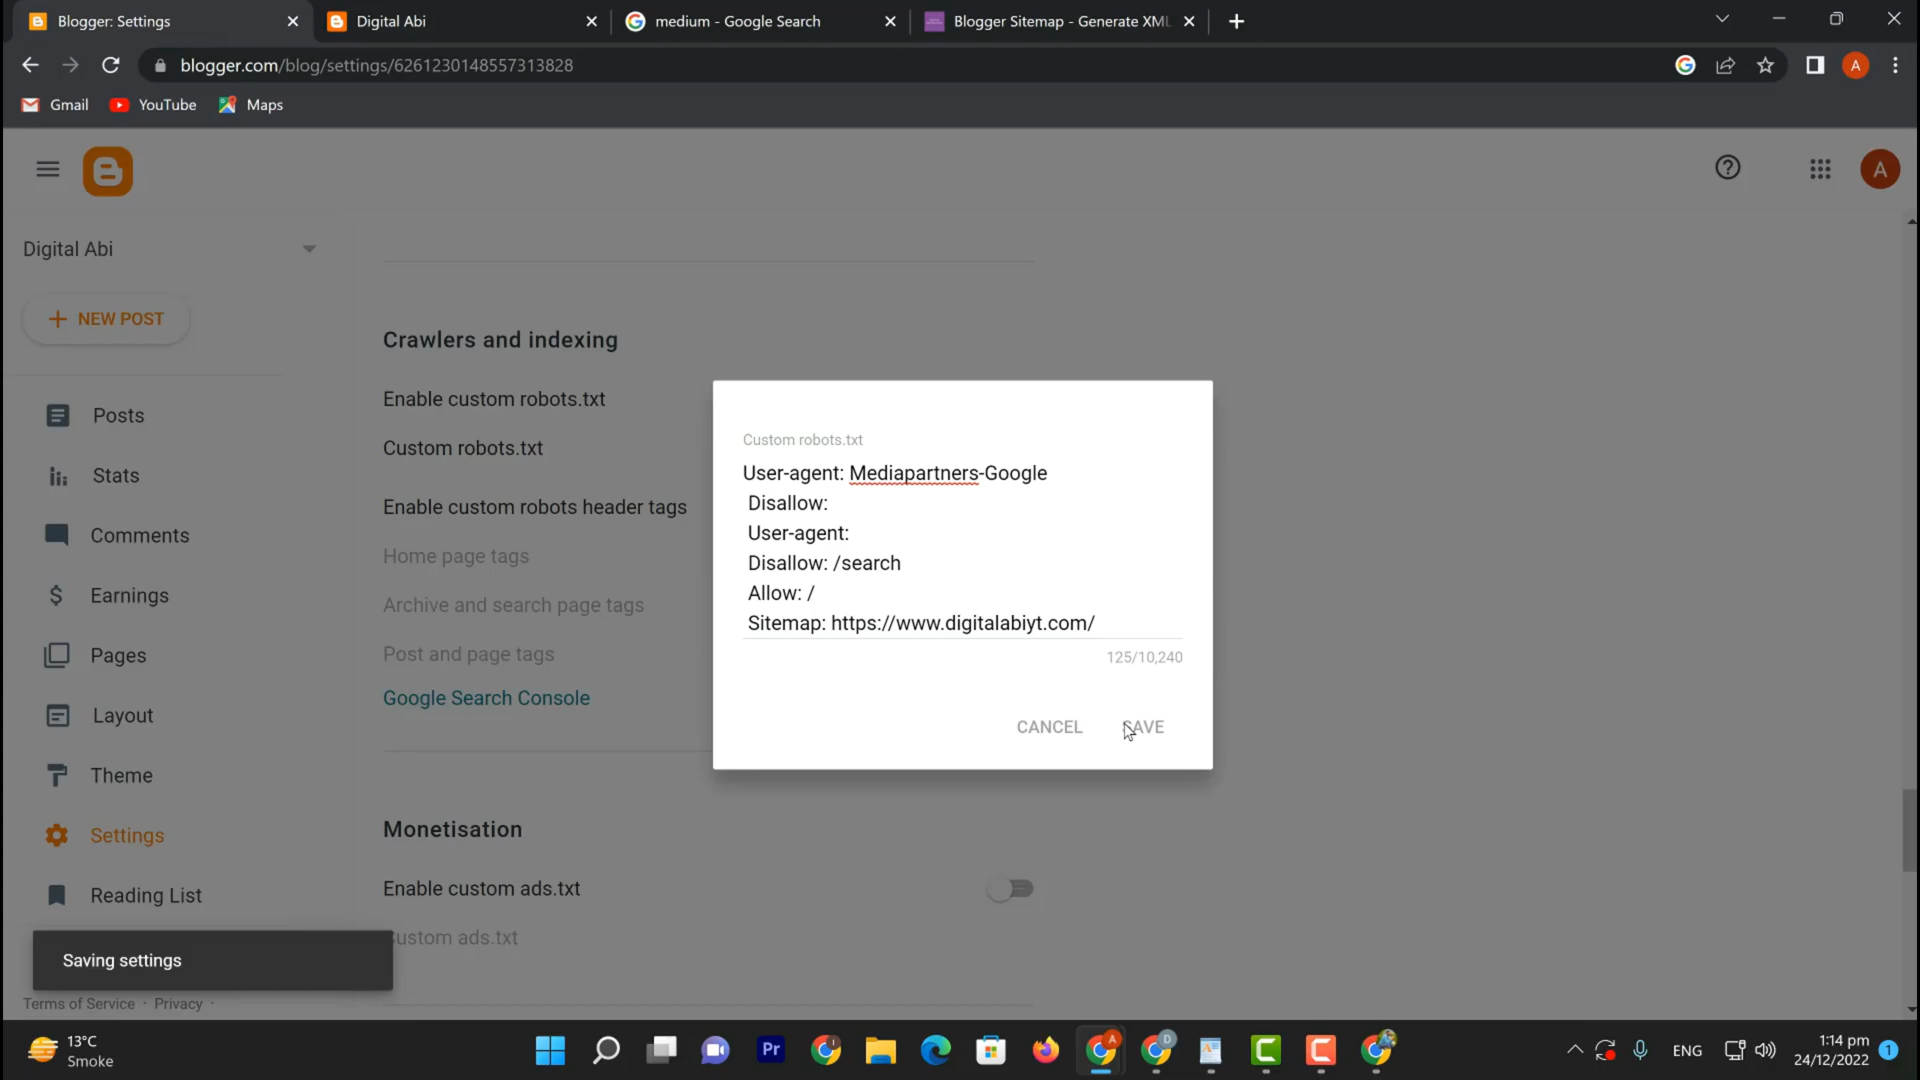 Blogger: Settings
Digital Abi
medium - Google Search
Blogger Sitemap - Generate XML
blogger.com/blog/settings/6261230148557313828
A
Gmail
YouTube
Maps
A
Digital Abi
NEW POST
Posts
Stats
Comments
Earnings
Pages
Layout
Theme
Settings
Reading List
Crawlers and indexing
Enable custom robots.txt
Custom robots.txt
Enable custom robots header tags
Home page tags
Archive and search page tags
Post and page tags
Google Search Console
Custom robots.txt
User-agent: Mediapartners-Google
Disallow:
User-agent:
Disallow: /search
Allow: /
Sitemap: https://www.digitalabiyt.com/
125/10,240
CANCEL
SAVE
Monetisation
Enable custom ads.txt
Custom ads.txt
Saving settings
Terms of Service · Privacy ·
13°C
Smoke
Pr
ENG
1:14 pm
24/12/2022
1